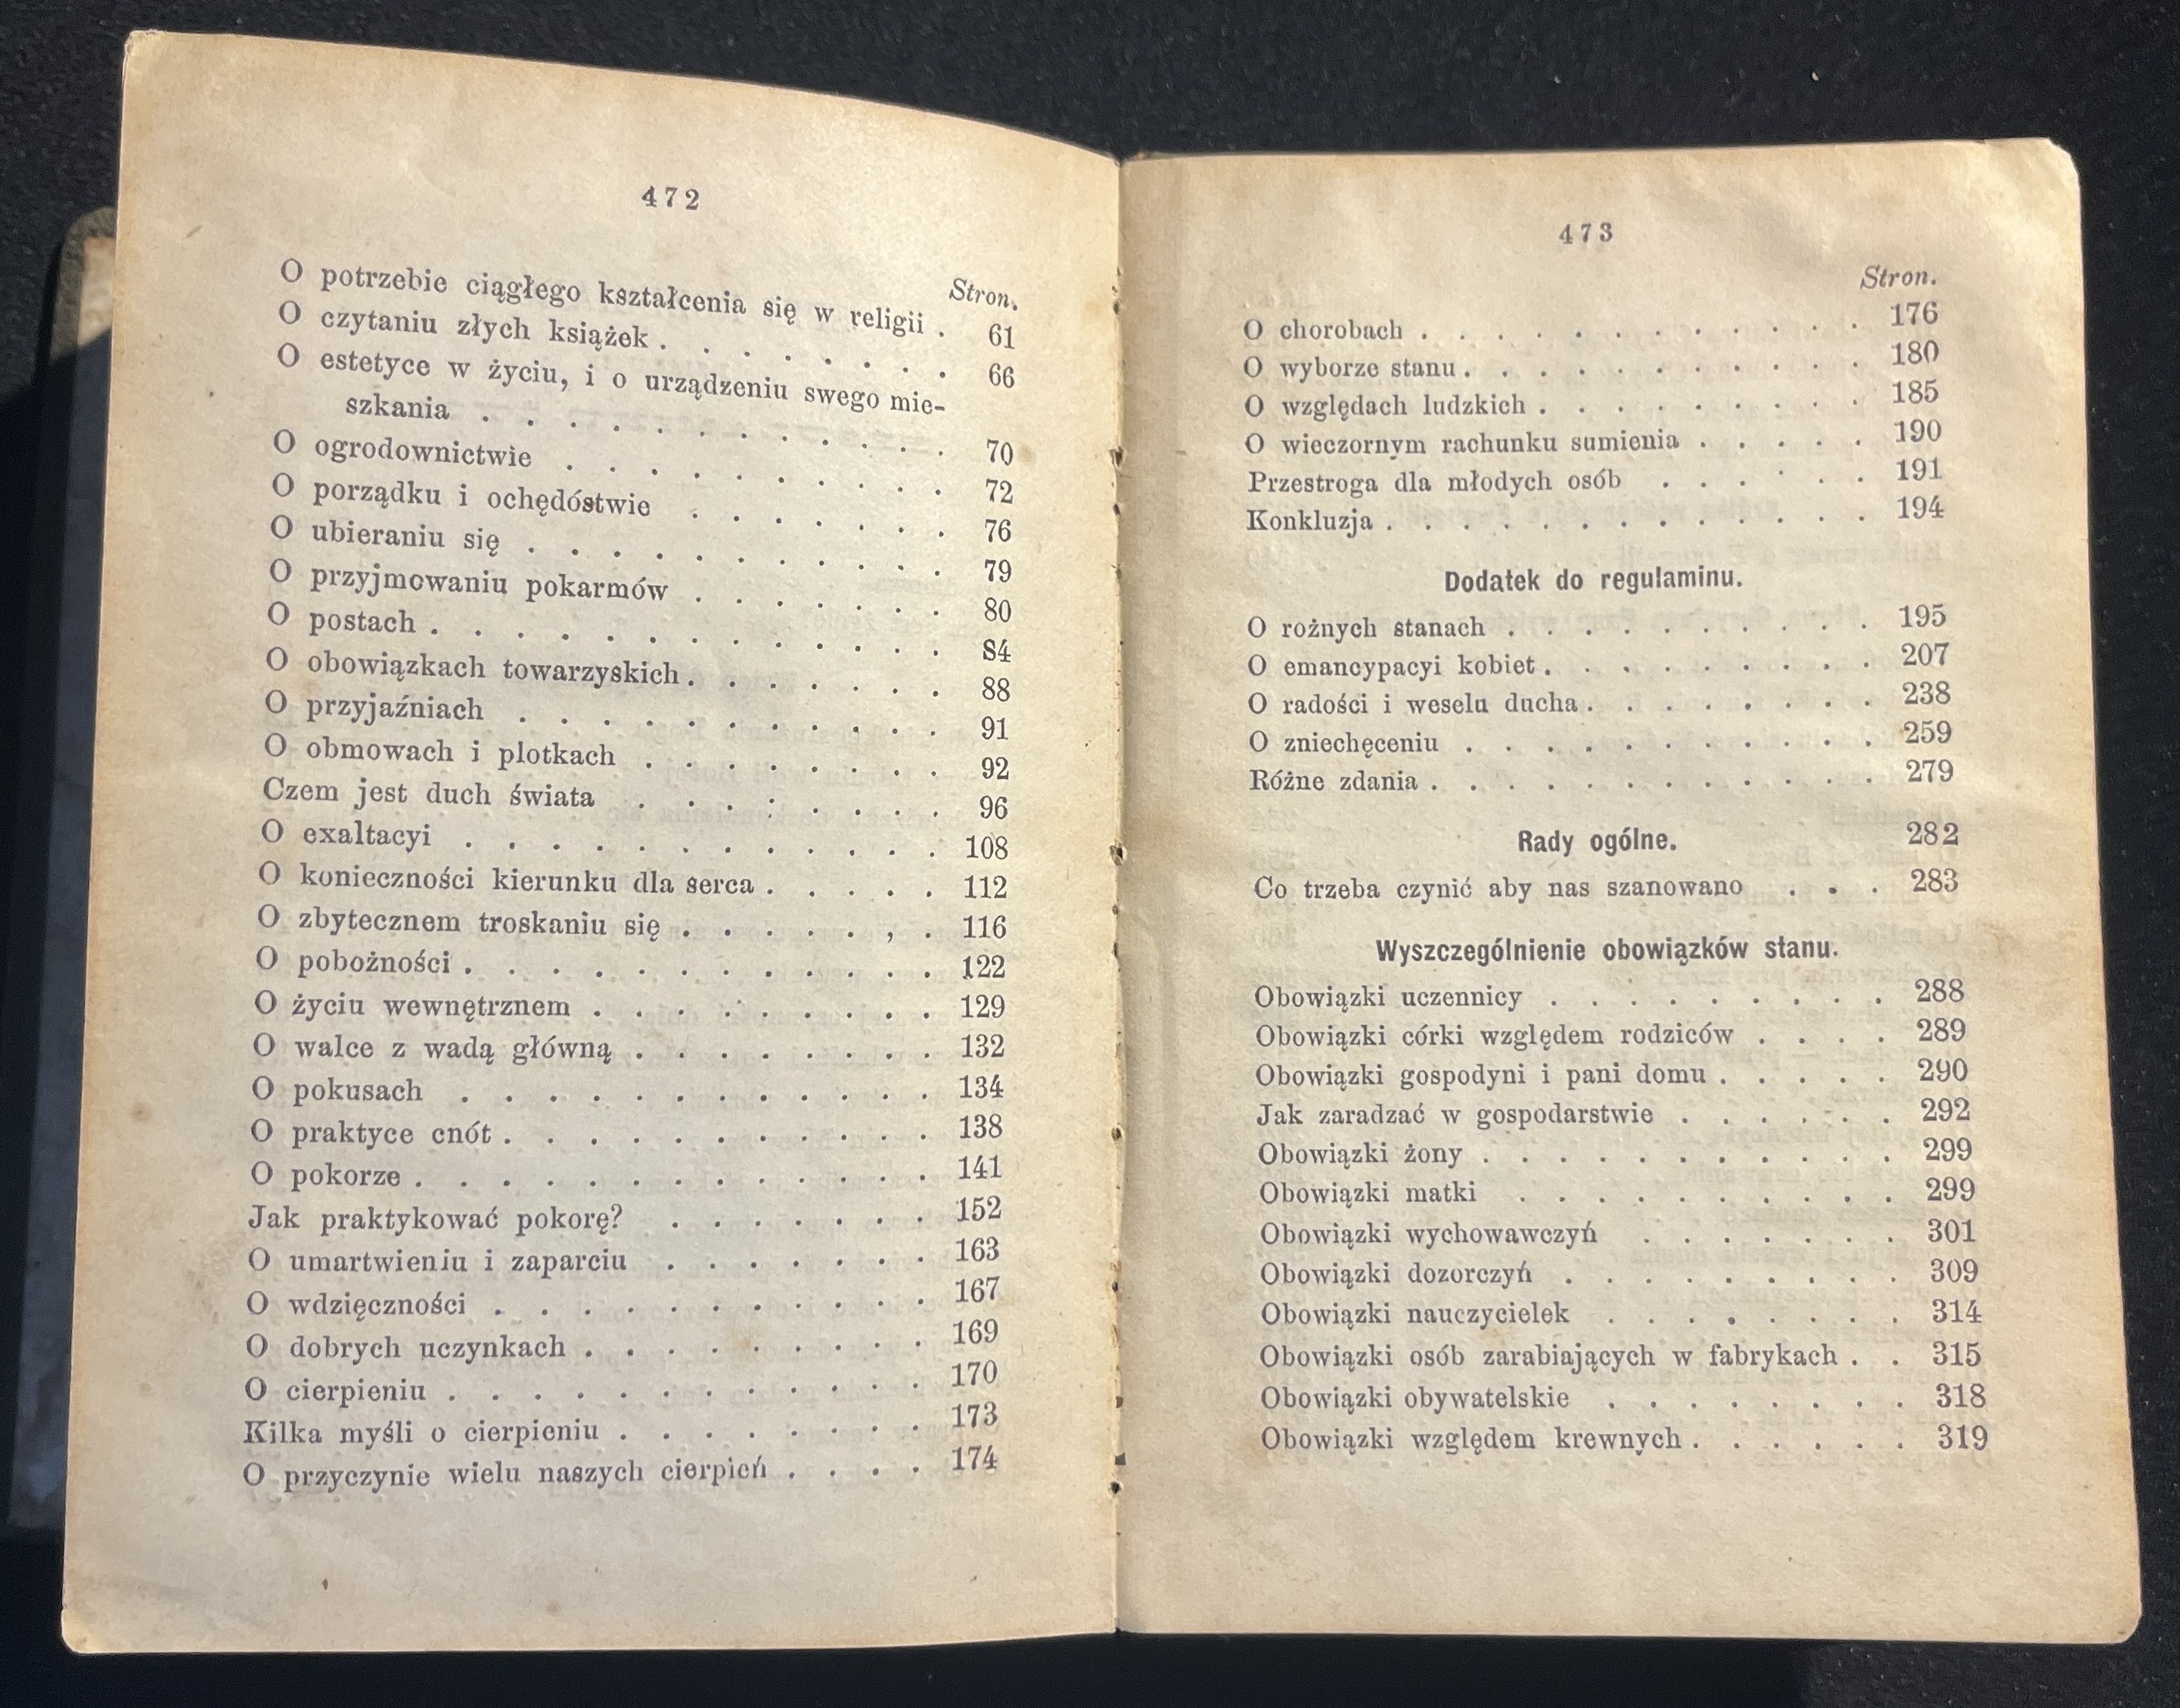 472
Stron.
O potrzebie ciągłego kształcenia się w religii . 61
O czytaniu złych książek . . . . . . . 66
O estetyce w życiu, i o urządzeniu swego mie-
szkania . . . . . . . . . . . 70
O ogrodownictwie . . . . . . . . . 72
O porządku i ochędóstwie . . . . . . . 76
O ubieraniu się . . . . . . . . . . 79
O przyjmowaniu pokarmów . . . . . . 80
O postach . . . . . . . . . . . . 84
O obowiązkach towarzyskich . . . . . . . 88
O przyjaźniach . . . . . . . . . . 91
O obmowach i plotkach . . . . . . . 92
Czem jest duch świata . . . . . . . . 96
O exaltacyi . . . . . . . . . . . . 108
O konieczności kierunku dla serca . . . . . 112
O zbytecznem troskaniu się . . . . . , . 116
O pobożności . . . . . . . . . . . . 122
O życiu wewnętrznem . . . . . . . . . 129
O walce z wadą główną . . . . . . . . 132
O pokusach . . . . . . . . . . . . 134
O praktyce cnót . . . . . . . . . . . 138
O pokorze . . . . . . . . . . . . . 141
Jak praktykować pokorę? . . . . . . . 152
O umartwieniu i zaparciu . . . . . . . 163
O wdzięczności . . . . . . . . . . . 167
O dobrych uczynkach . . . . . . . . . 169
O cierpieniu . . . . . . . . . . . . 170
Kilka myśli o cierpieniu . . . . . . . . 173
O przyczynie wielu naszych cierpień . . . . 174
473
Stron.
O chorobach . . . . . . . . . . . . 176
O wyborze stanu . . . . . . . . . . . 180
O względach ludzkich . . . . . . . . . 185
O wieczornym rachunku sumienia . . . . . 190
Przestroga dla młodych osób . . . . . . 191
Konkluzja . . . . . . . . . . . . . 194
Dodatek do regulaminu.
O rożnych stanach . . . . . . . . . . 195
O emancypacyi kobiet . . . . . . . . . 207
O radości i weselu ducha . . . . . . . . 238
O zniechęceniu . . . . . . . . . . . 259
Różne zdania . . . . . . . . . . . . 279
Rady ogólne. 282
Co trzeba czynić aby nas szanowano . . . 283
Wyszczególnienie obowiązków stanu.
Obowiązki uczennicy . . . . . . . . . 288
Obowiązki córki względem rodziców . . . . 289
Obowiązki gospodyni i pani domu . . . . . 290
Jak zaradzać w gospodarstwie . . . . . . 292
Obowiązki żony . . . . . . . . . . . 299
Obowiązki matki . . . . . . . . . . 299
Obowiązki wychowawczyń . . . . . . . 301
Obowiązki dozorczyń . . . . . . . . . 309
Obowiązki nauczycielek . . . . . . . . 314
Obowiązki osób zarabiających w fabrykach . . 315
Obowiązki obywatelskie . . . . . . . . 318
Obowiązki względem krewnych . . . . . . 319